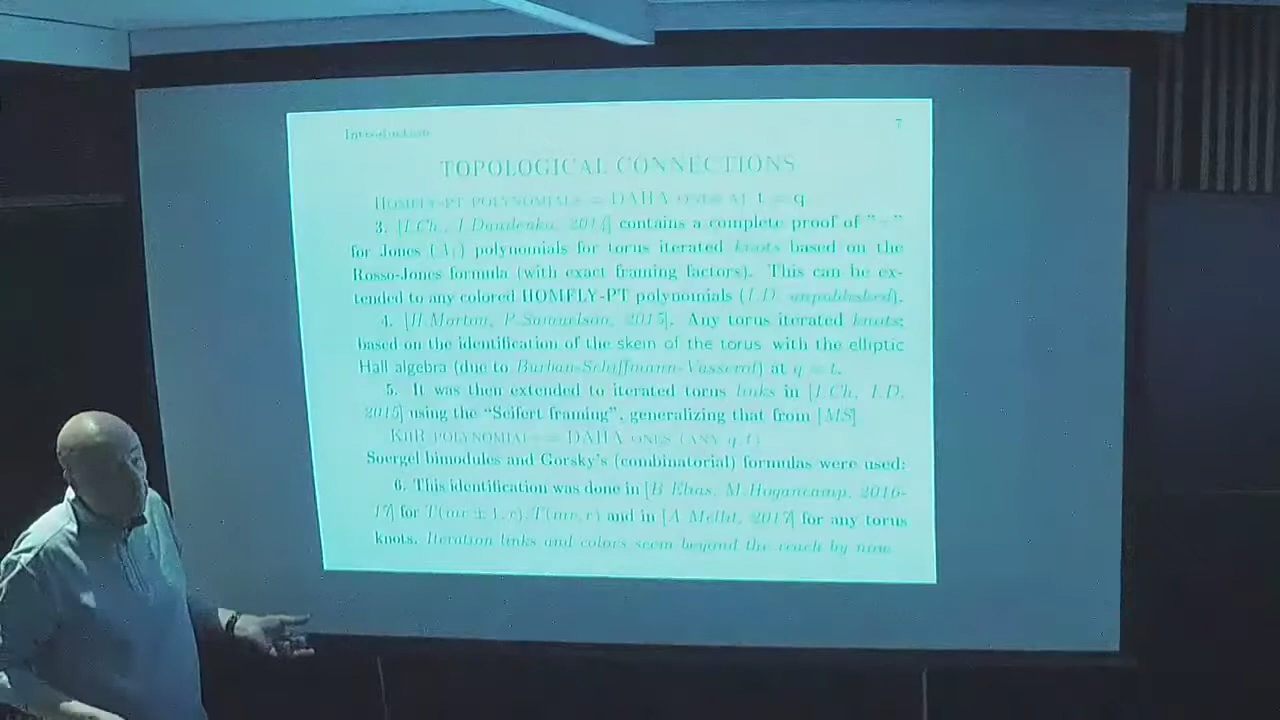 Introduction 7
TOPOLOGICAL CONNECTIONS
HOMFLY-PT POLYNOMIALS = DAHA ONES AT t = q
3. [I.Ch., I.Danilenko, 2014] contains a complete proof of "="
for Jones (A₁) polynomials for torus iterated knots based on the
Rosso-Jones formula (with exact framing factors). This can be ex-
tended to any colored HOMFLY-PT polynomials (I.D. unpublished).
4. [H.Morton, P.Samuelson, 2015]. Any torus iterated knots;
based on the identification of the skein of the torus with the elliptic
Hall algebra (due to Burban-Schiffmann-Vasserot) at q = t.
5. It was then extended to iterated torus links in [I.Ch, I.D.
2015] using the “Seifert framing”, generalizing that from [MS]
KHR POLYNOMIALS = DAHA ONES (ANY q, t)
Soergel bimodules and Gorsky's (combinatorial) formulas were used:
6. This identification was done in [B.Elias, M.Hogancamp, 2016-
17] for T(mr ± 1, r), T(mr, r) and in [A.Mellit, 2017] for any torus
knots. Iteration links and colors seem beyond the reach by now.